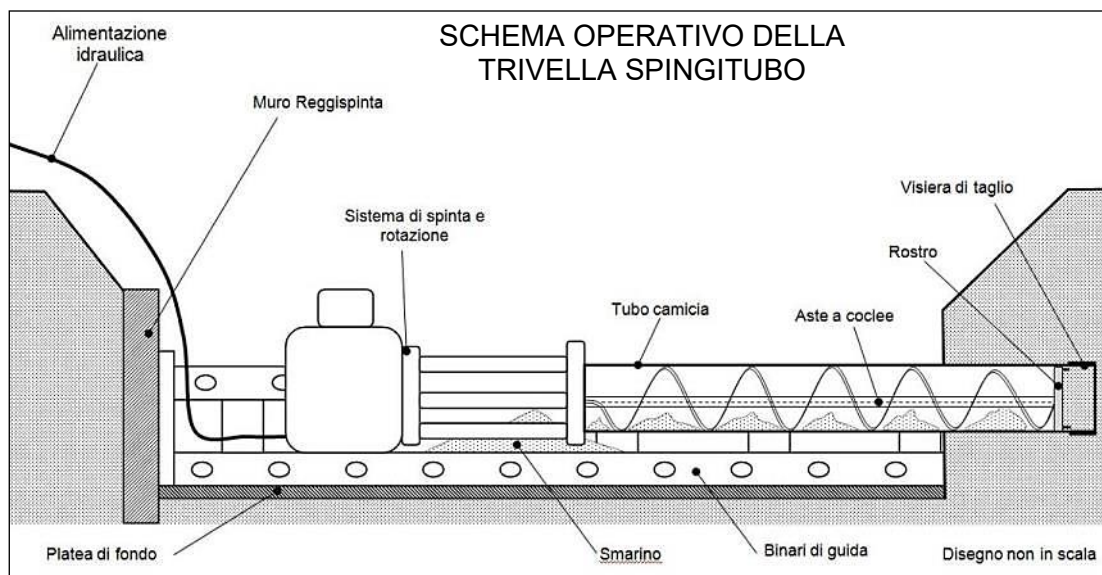 SCHEMA OPERATIVO DELLA
TRIVELLA SPINGITUBO
Alimentazione
idraulica
Muro Reggispinta
Sistema di spinta e
rotazione
Visiera di taglio
Rostro
Tubo camicia
Aste a coclee
Platea di fondo
Smarino
Binari di guida
Disegno non in scala